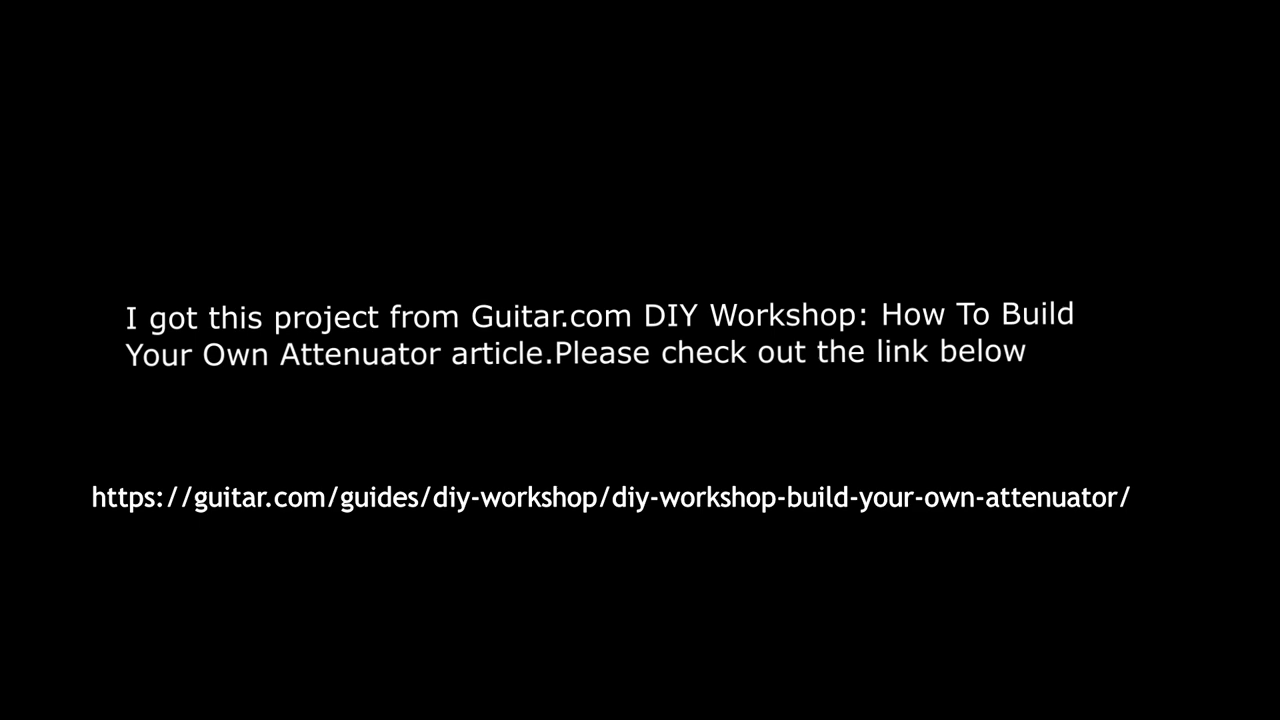 I got this project from Guitar.com DIY Workshop: How To Build
Your Own Attenuator article.Please check out the link below
https://guitar.com/guides/diy-workshop/diy-workshop-build-your-own-attenuator/